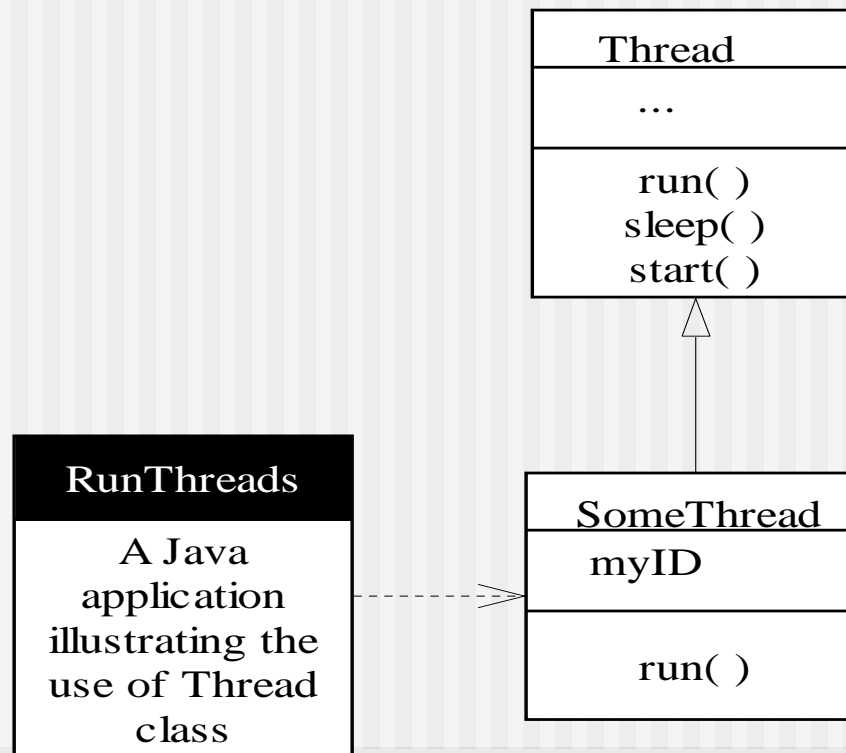 Thread
...
run( )
sleep( )
start( )
RunThreads
A Java
application
illustrating the
use of Thread
class
SomeThread
myID
run( )